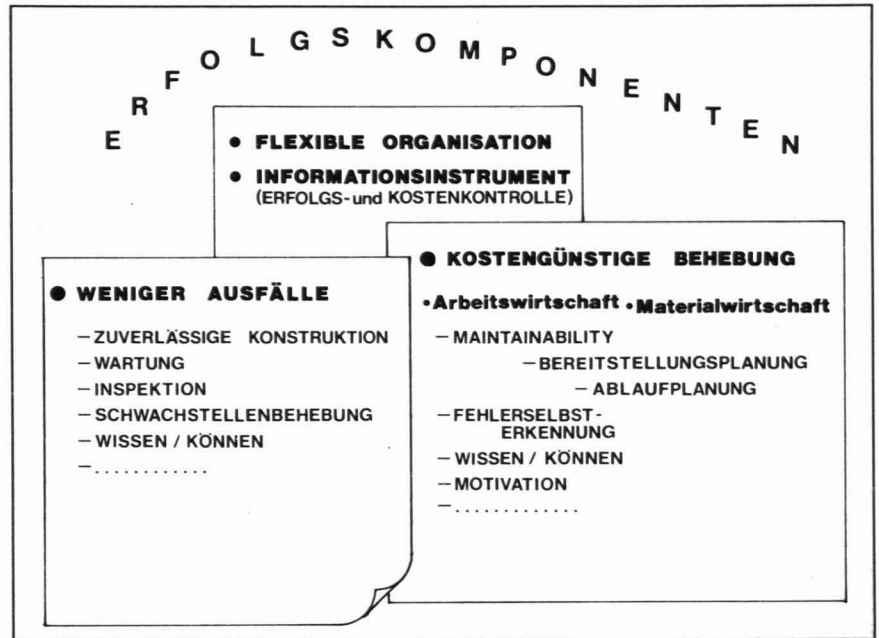 ERFOLGSKOMPONENTEN
● FLEXIBLE ORGANISATION
● INFORMATIONSINSTRUMENT
(ERFOLGS-und KOSTENKONTROLLE)
● WENIGER AUSFÄLLE
– ZUVERLÄSSIGE KONSTRUKTION
– WARTUNG
– INSPEKTION
– SCHWACHSTELLENBEHEBUNG
– WISSEN / KÖNNEN
– ............
● KOSTENGÜNSTIGE BEHEBUNG
•Arbeitswirtschaft •Materialwirtschaft
– MAINTAINABILITY
– BEREITSTELLUNGSPLANUNG
– ABLAUFPLANUNG
– FEHLERSELBST-
ERKENNUNG
– WISSEN / KÖNNEN
– MOTIVATION
– .............